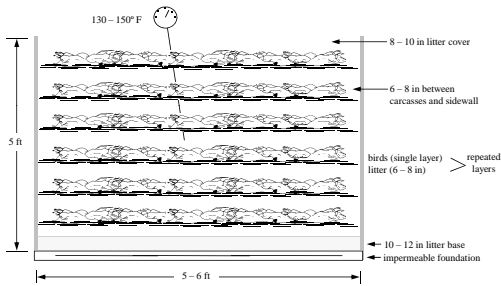 130 – 150° F
8 – 10 in litter cover
6 – 8 in between
carcasses and sidewall
5 ft
birds (single layer)
litter (6 – 8 in)
repeated
layers
10 – 12 in litter base
impermeable foundation
5 – 6 ft